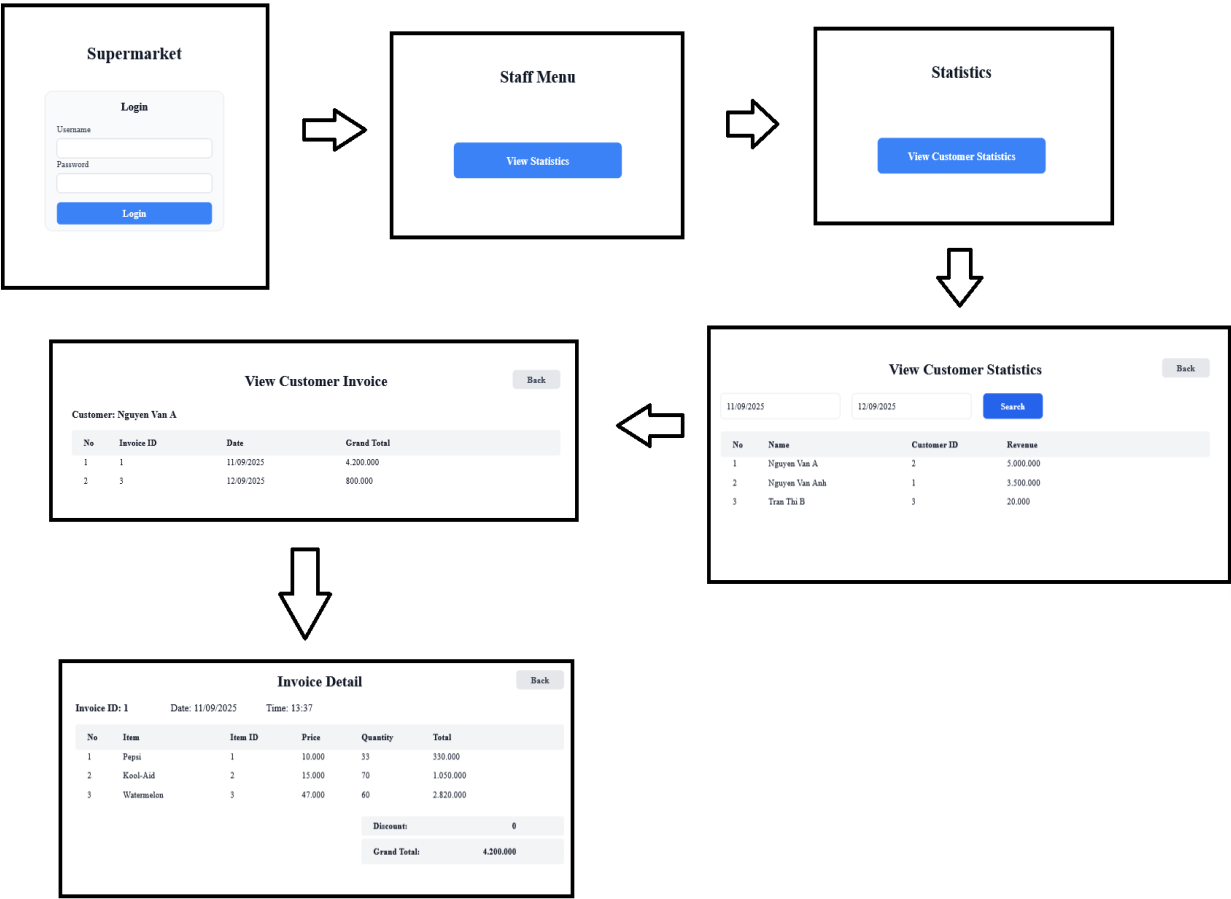 Supermarket
Login
Username
Password
Login
Staff Menu
View Statistics
Statistics
View Customer Statistics
View Customer Statistics
Back
11/09/2025 12/09/2025 Search
No Name Customer ID Revenue
1 Nguyen Van A 2 5.000.000
2 Nguyen Van Anh 1 3.500.000
3 Tran Thi B 3 20.000
View Customer Invoice
Back
Customer: Nguyen Van A
No Invoice ID Date Grand Total
1 1 11/09/2025 4.200.000
2 3 12/09/2025 800.000
Invoice Detail
Back
Invoice ID: 1 Date: 11/09/2025 Time: 13:37
No Item Item ID Price Quantity Total
1 Pepsi 1 10.000 33 330.000
2 Kool-Aid 2 15.000 70 1.050.000
3 Watermelon 3 47.000 60 2.820.000
Discount: 0
Grand Total: 4.200.000